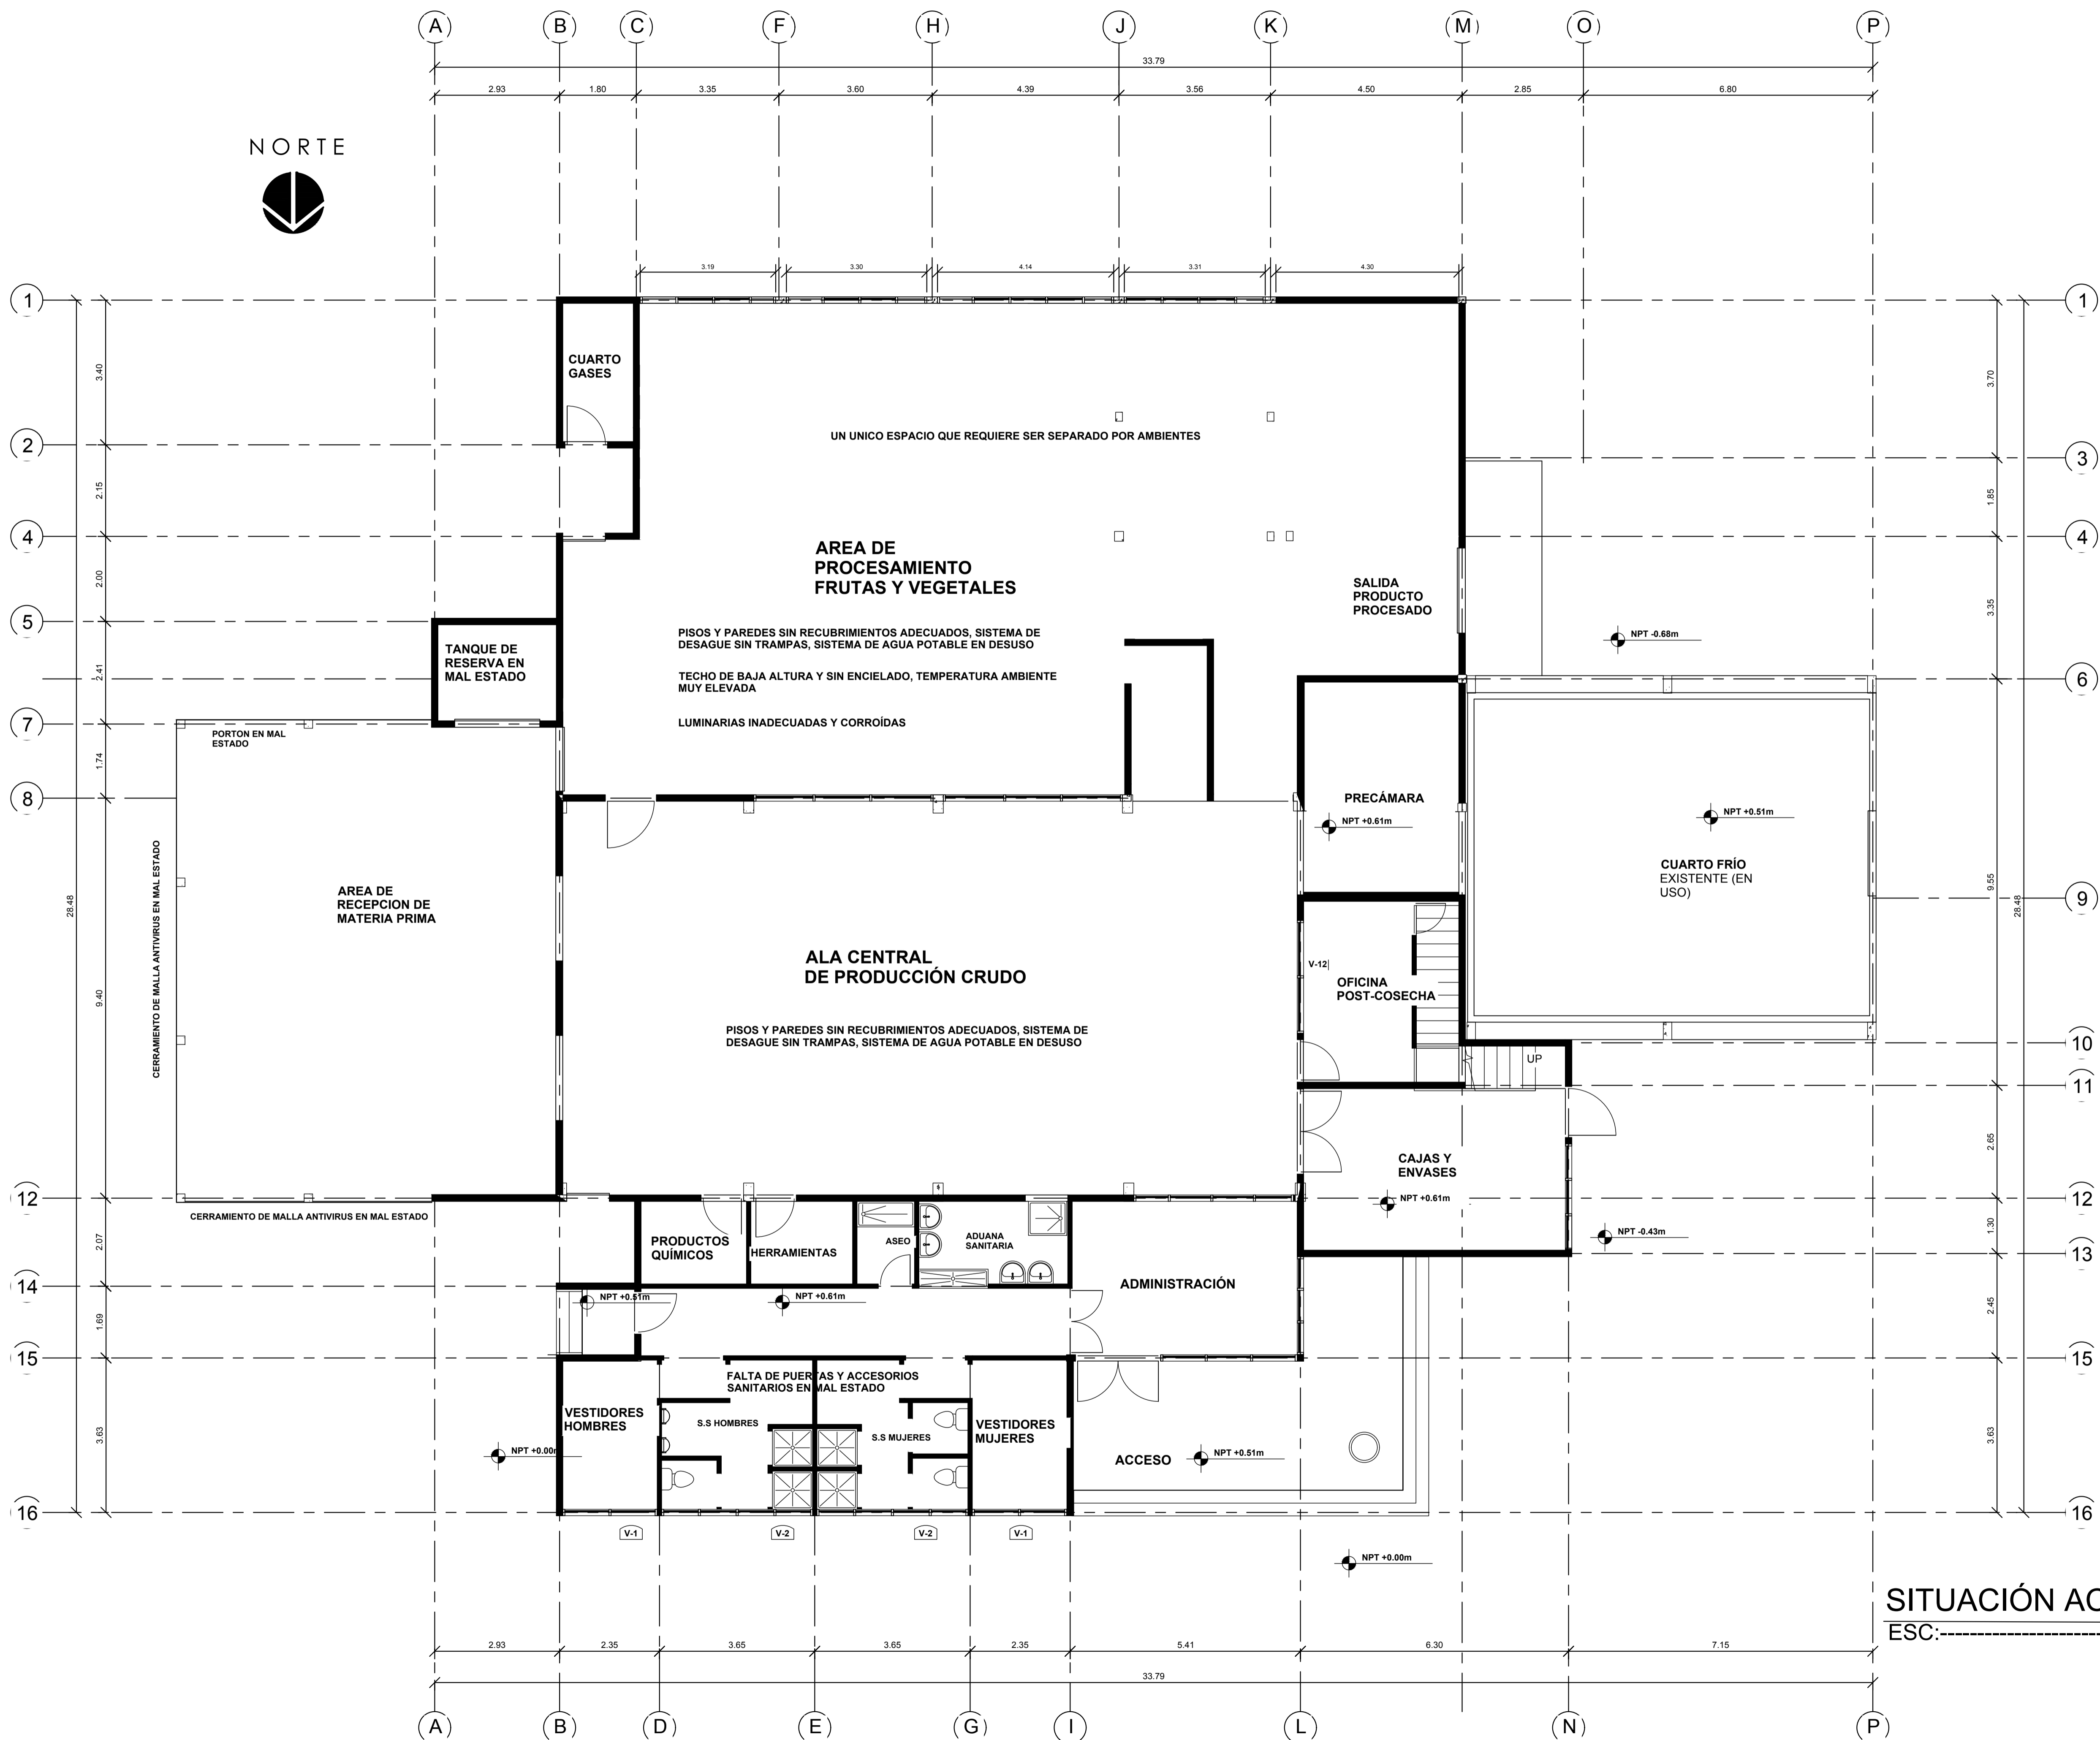 A B C F H J K M O P
33.79
2.93 1.80 3.35 3.60 4.39 3.56 4.50 2.85 6.80
NORTE
3.19 3.30 4.14 3.31 4.30
1 1
3.40
3.70
CUARTO
GASES
UN UNICO ESPACIO QUE REQUIERE SER SEPARADO POR AMBIENTES
2 3
2.15
1.85
4 4
AREA DE
PROCESAMIENTO
FRUTAS Y VEGETALES
2.00
3.35
SALIDA
PRODUCTO
PROCESADO
5
PISOS Y PAREDES SIN RECUBRIMIENTOS ADECUADOS, SISTEMA DE
DESAGUE SIN TRAMPAS, SISTEMA DE AGUA POTABLE EN DESUSO
NPT -0.68m
TANQUE DE
RESERVA EN
MAL ESTADO
2.41
TECHO DE BAJA ALTURA Y SIN ENCIELADO, TEMPERATURA AMBIENTE
MUY ELEVADA
6
LUMINARIAS INADECUADAS Y CORROÍDAS
7
PORTON EN MAL
ESTADO
1.74
8
PRECÁMARA
NPT +0.61m
NPT +0.51m
CUARTO FRÍO
EXISTENTE (EN
USO)
AREA DE
RECEPCION DE
MATERIA PRIMA
CERRAMIENTO DE MALLA ANTIVIRUS EN MAL ESTADO
28.48
9.55
28.48
9
9.40
ALA CENTRAL
DE PRODUCCIÓN CRUDO
V-12
OFICINA
POST-COSECHA
PISOS Y PAREDES SIN RECUBRIMIENTOS ADECUADOS, SISTEMA DE
DESAGUE SIN TRAMPAS, SISTEMA DE AGUA POTABLE EN DESUSO
10
UP
11
2.65
CAJAS Y
ENVASES
NPT +0.61m
12 12
CERRAMIENTO DE MALLA ANTIVIRUS EN MAL ESTADO
2.07
1.30
PRODUCTOS
QUÍMICOS
HERRAMIENTAS
ASEO
ADUANA
SANITARIA
NPT -0.43m
13
ADMINISTRACIÓN
14
NPT +0.51m
NPT +0.61m
1.69
2.45
15 15
FALTA DE PUERTAS Y ACCESORIOS
SANITARIOS EN MAL ESTADO
VESTIDORES
HOMBRES
S.S HOMBRES
S.S MUJERES
VESTIDORES
MUJERES
3.63
3.63
NPT +0.00m
ACCESO
NPT +0.51m
16 16
V-1 V-2 V-2 V-1
NPT +0.00m
SITUACIÓN AC
ESC:
2.93 2.35 3.65 3.65 2.35 5.41 6.30 7.15
33.79
A B D E G I L N P